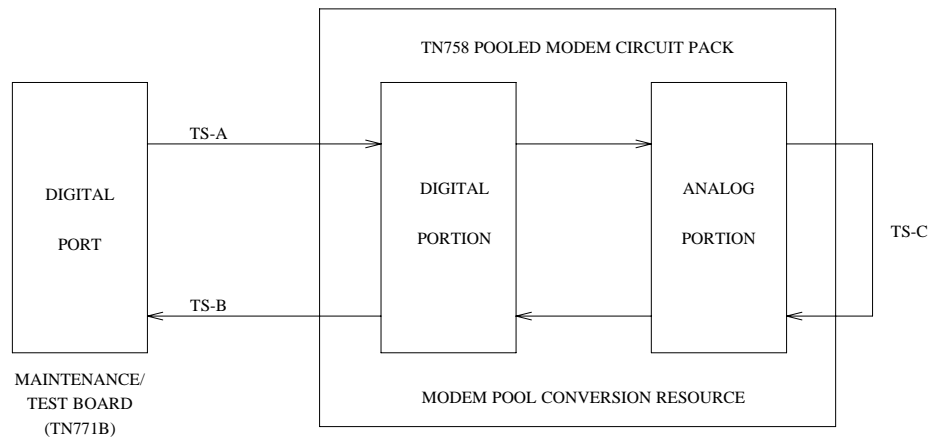 TN758 POOLED MODEM CIRCUIT PACK
TS-A
DIGITAL
PORT
DIGITAL
PORTION
ANALOG
PORTION
TS-C
TS-B
MAINTENANCE/
TEST BOARD
(TN771B)
MODEM POOL CONVERSION RESOURCE